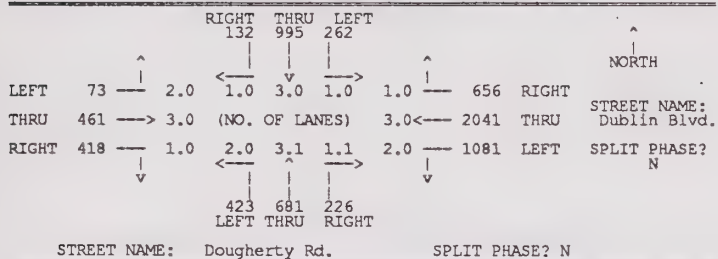 RIGHT THRU LEFT
132 995 262
^ | ^ ^
| | | | | NORTH
<--- v ---> |
LEFT 73 --- 2.0 1.0 3.0 1.0 1.0 --- 656 RIGHT
STREET NAME:
THRU 461 ---> 3.0 (NO. OF LANES) 3.0<--- 2041 THRU Dublin Blvd.
RIGHT 418 --- 1.0 2.0 3.1 1.1 2.0 --- 1081 LEFT SPLIT PHASE?
| <--- ^ ---> | N
v | | | v
423 681 226
LEFT THRU RIGHT
STREET NAME: Dougherty Rd. SPLIT PHASE? N